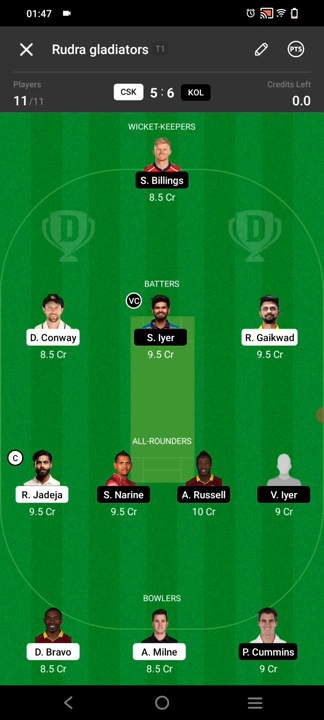 01:47
Rudra gladiators T1
PTS
Players
Credits Left
11/11
CSK 5 : 6 KOL
0.0
WICKET-KEEPERS
S. Billings
8.5 Cr
D
D
BATTERS
VC
D. Conway
S. Iyer
R. Gaikwad
8.5 Cr
9.5 Cr
9.5 Cr
ALL-ROUNDERS
C
R. Jadeja
S. Narine
A. Russell
V. Iyer
9.5 Cr
9.5 Cr
10 Cr
9 Cr
BOWLERS
D. Bravo
A. Milne
P. Cummins
8.5 Cr
8.5 Cr
9 Cr